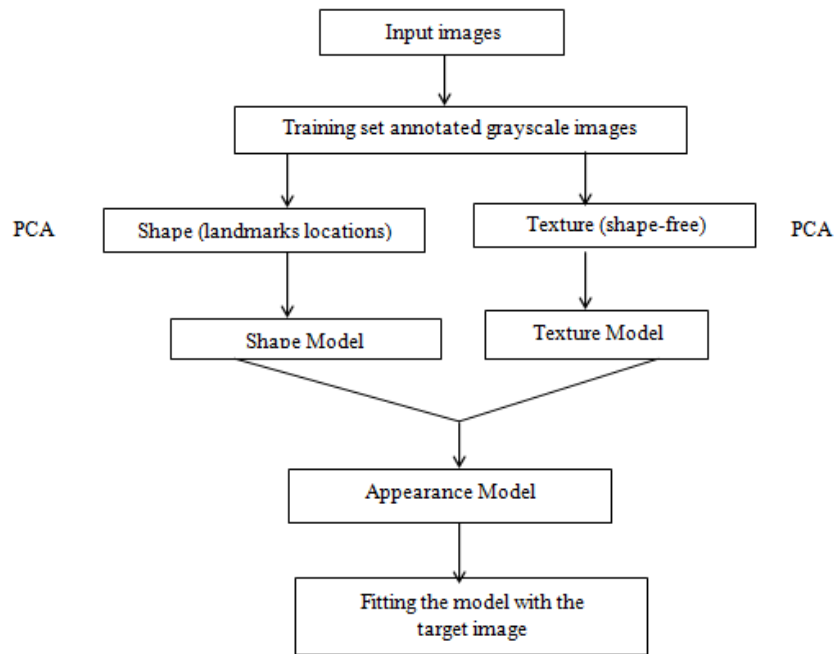 Input images
Training set annotated grayscale images
PCA
Shape (landmarks locations)
Texture (shape-free)
PCA
Shape Model
Texture Model
Appearance Model
Fitting the model with the
target image